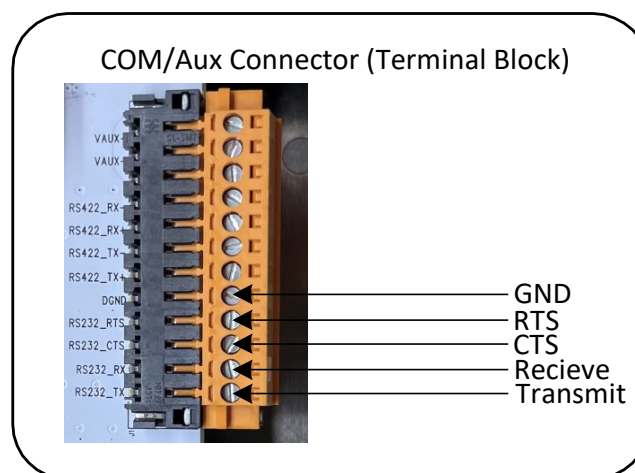 COM/Aux Connector (Terminal Block)
VAUX
VAUX
RS422_RX-
RS422_RX+
RS422_TX-
RS422_TX+
DGND
RS232_RTS
RS232_CTS
RS232_RX
RS232_TX
GND
RTS
CTS
Recieve
Transmit